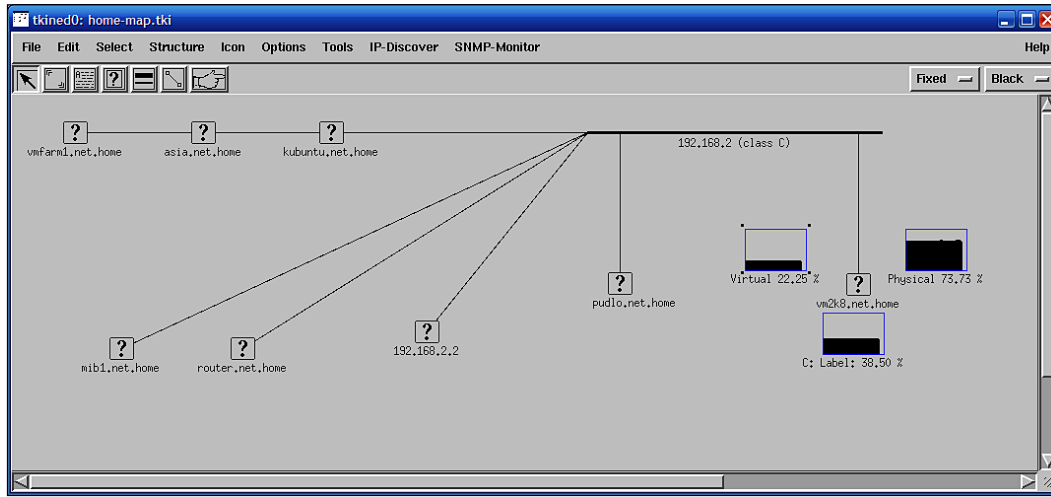 tkined0: home-map.tki
File Edit Select Structure Icon Options Tools IP-Discover SNMP-Monitor Help
Fixed Black
vmfarm1.net.home asia.net.home kubuntu.net.home
192.168.2 (class C)
Virtual 22.25 % Physical 73.73 %
pudlo.net.home vm2k8.net.home
192.168.2.2
C: Label: 38.50 %
mib1.net.home router.net.home